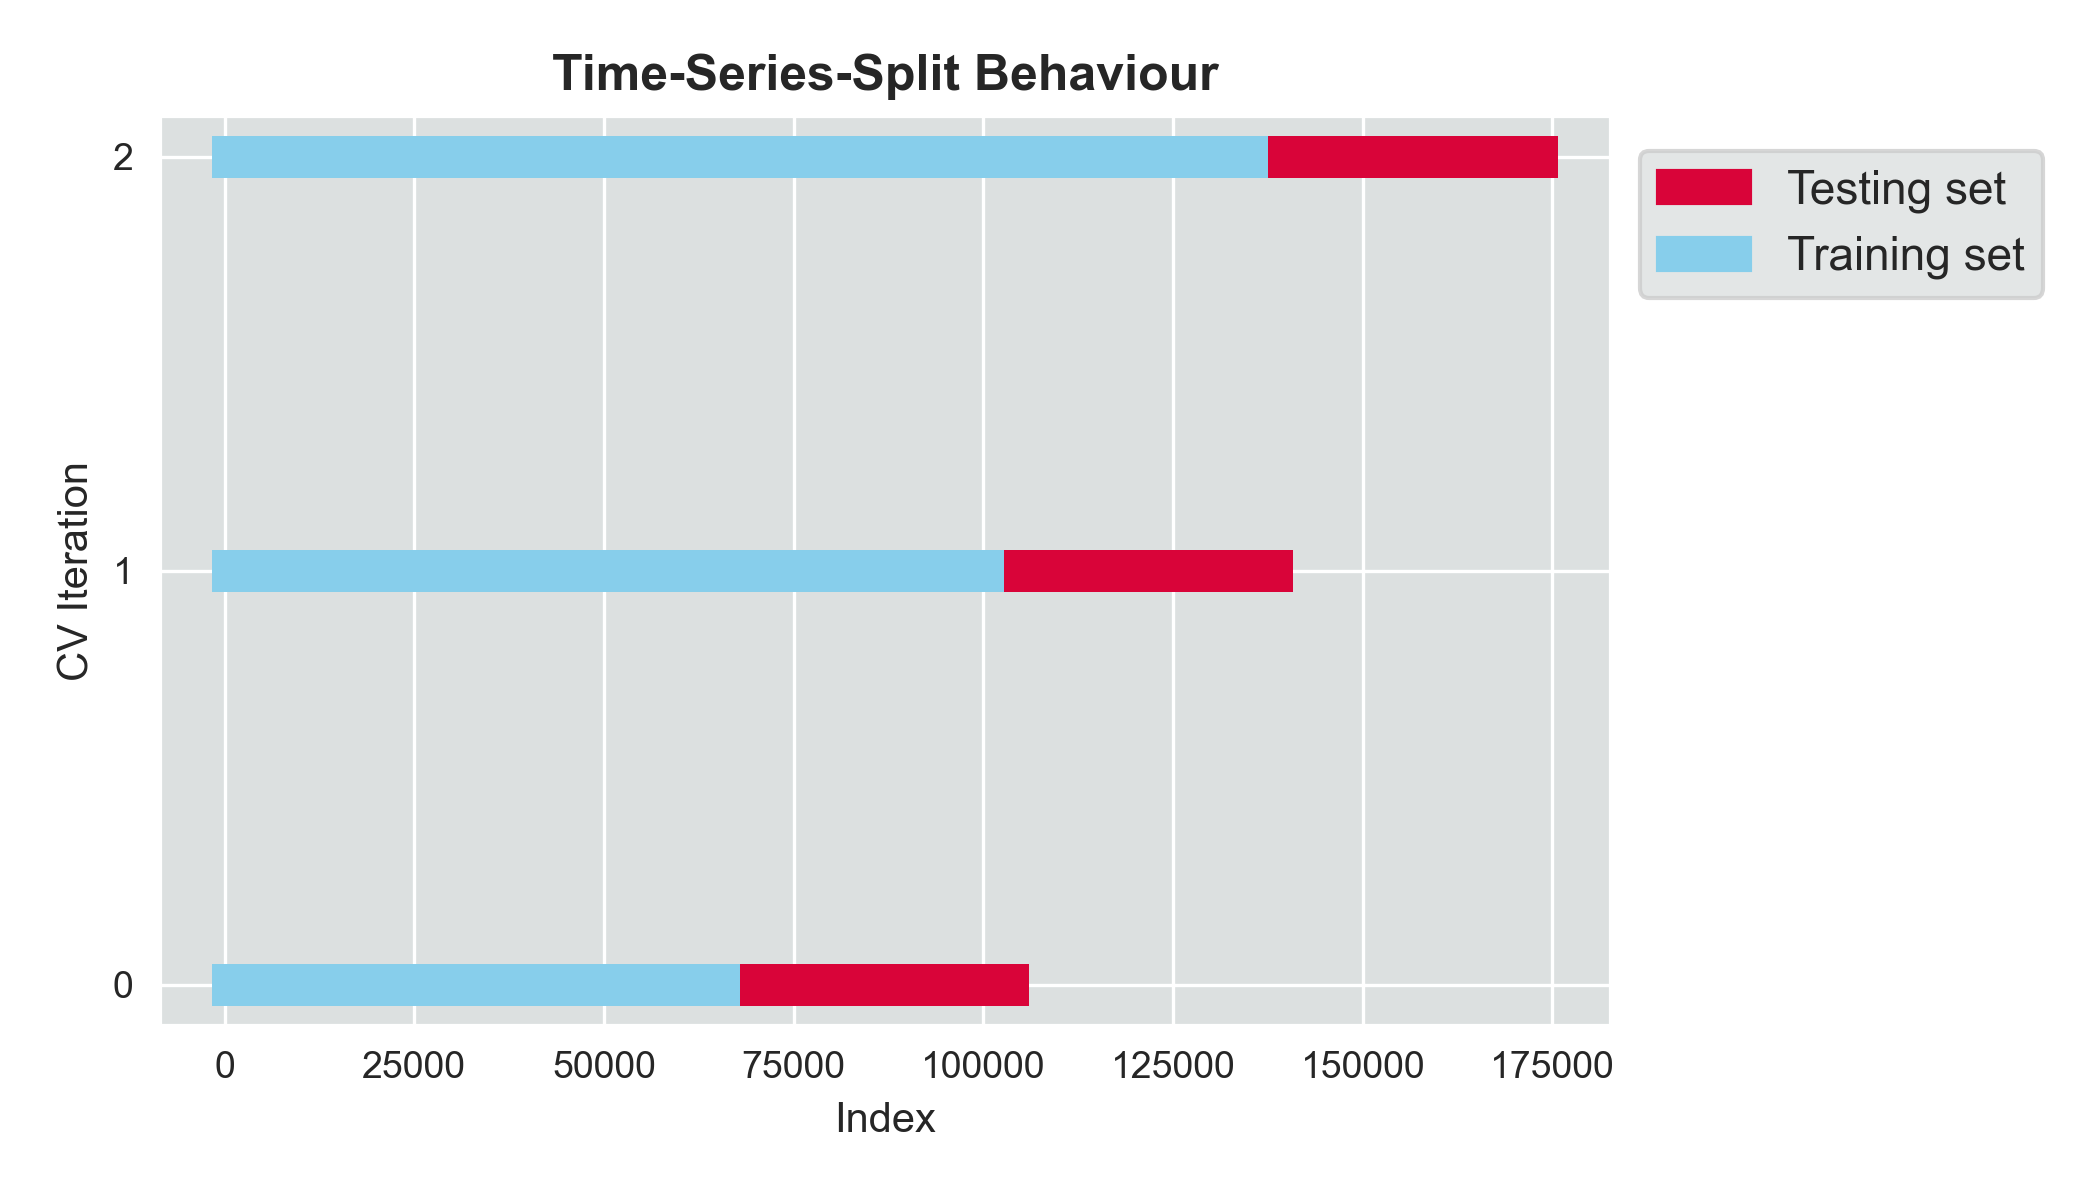 Time-Series-Split Behaviour
Testing set
Training set
CV Iteration
2
1
0
0 25000 50000 75000 100000 125000 150000 175000
Index